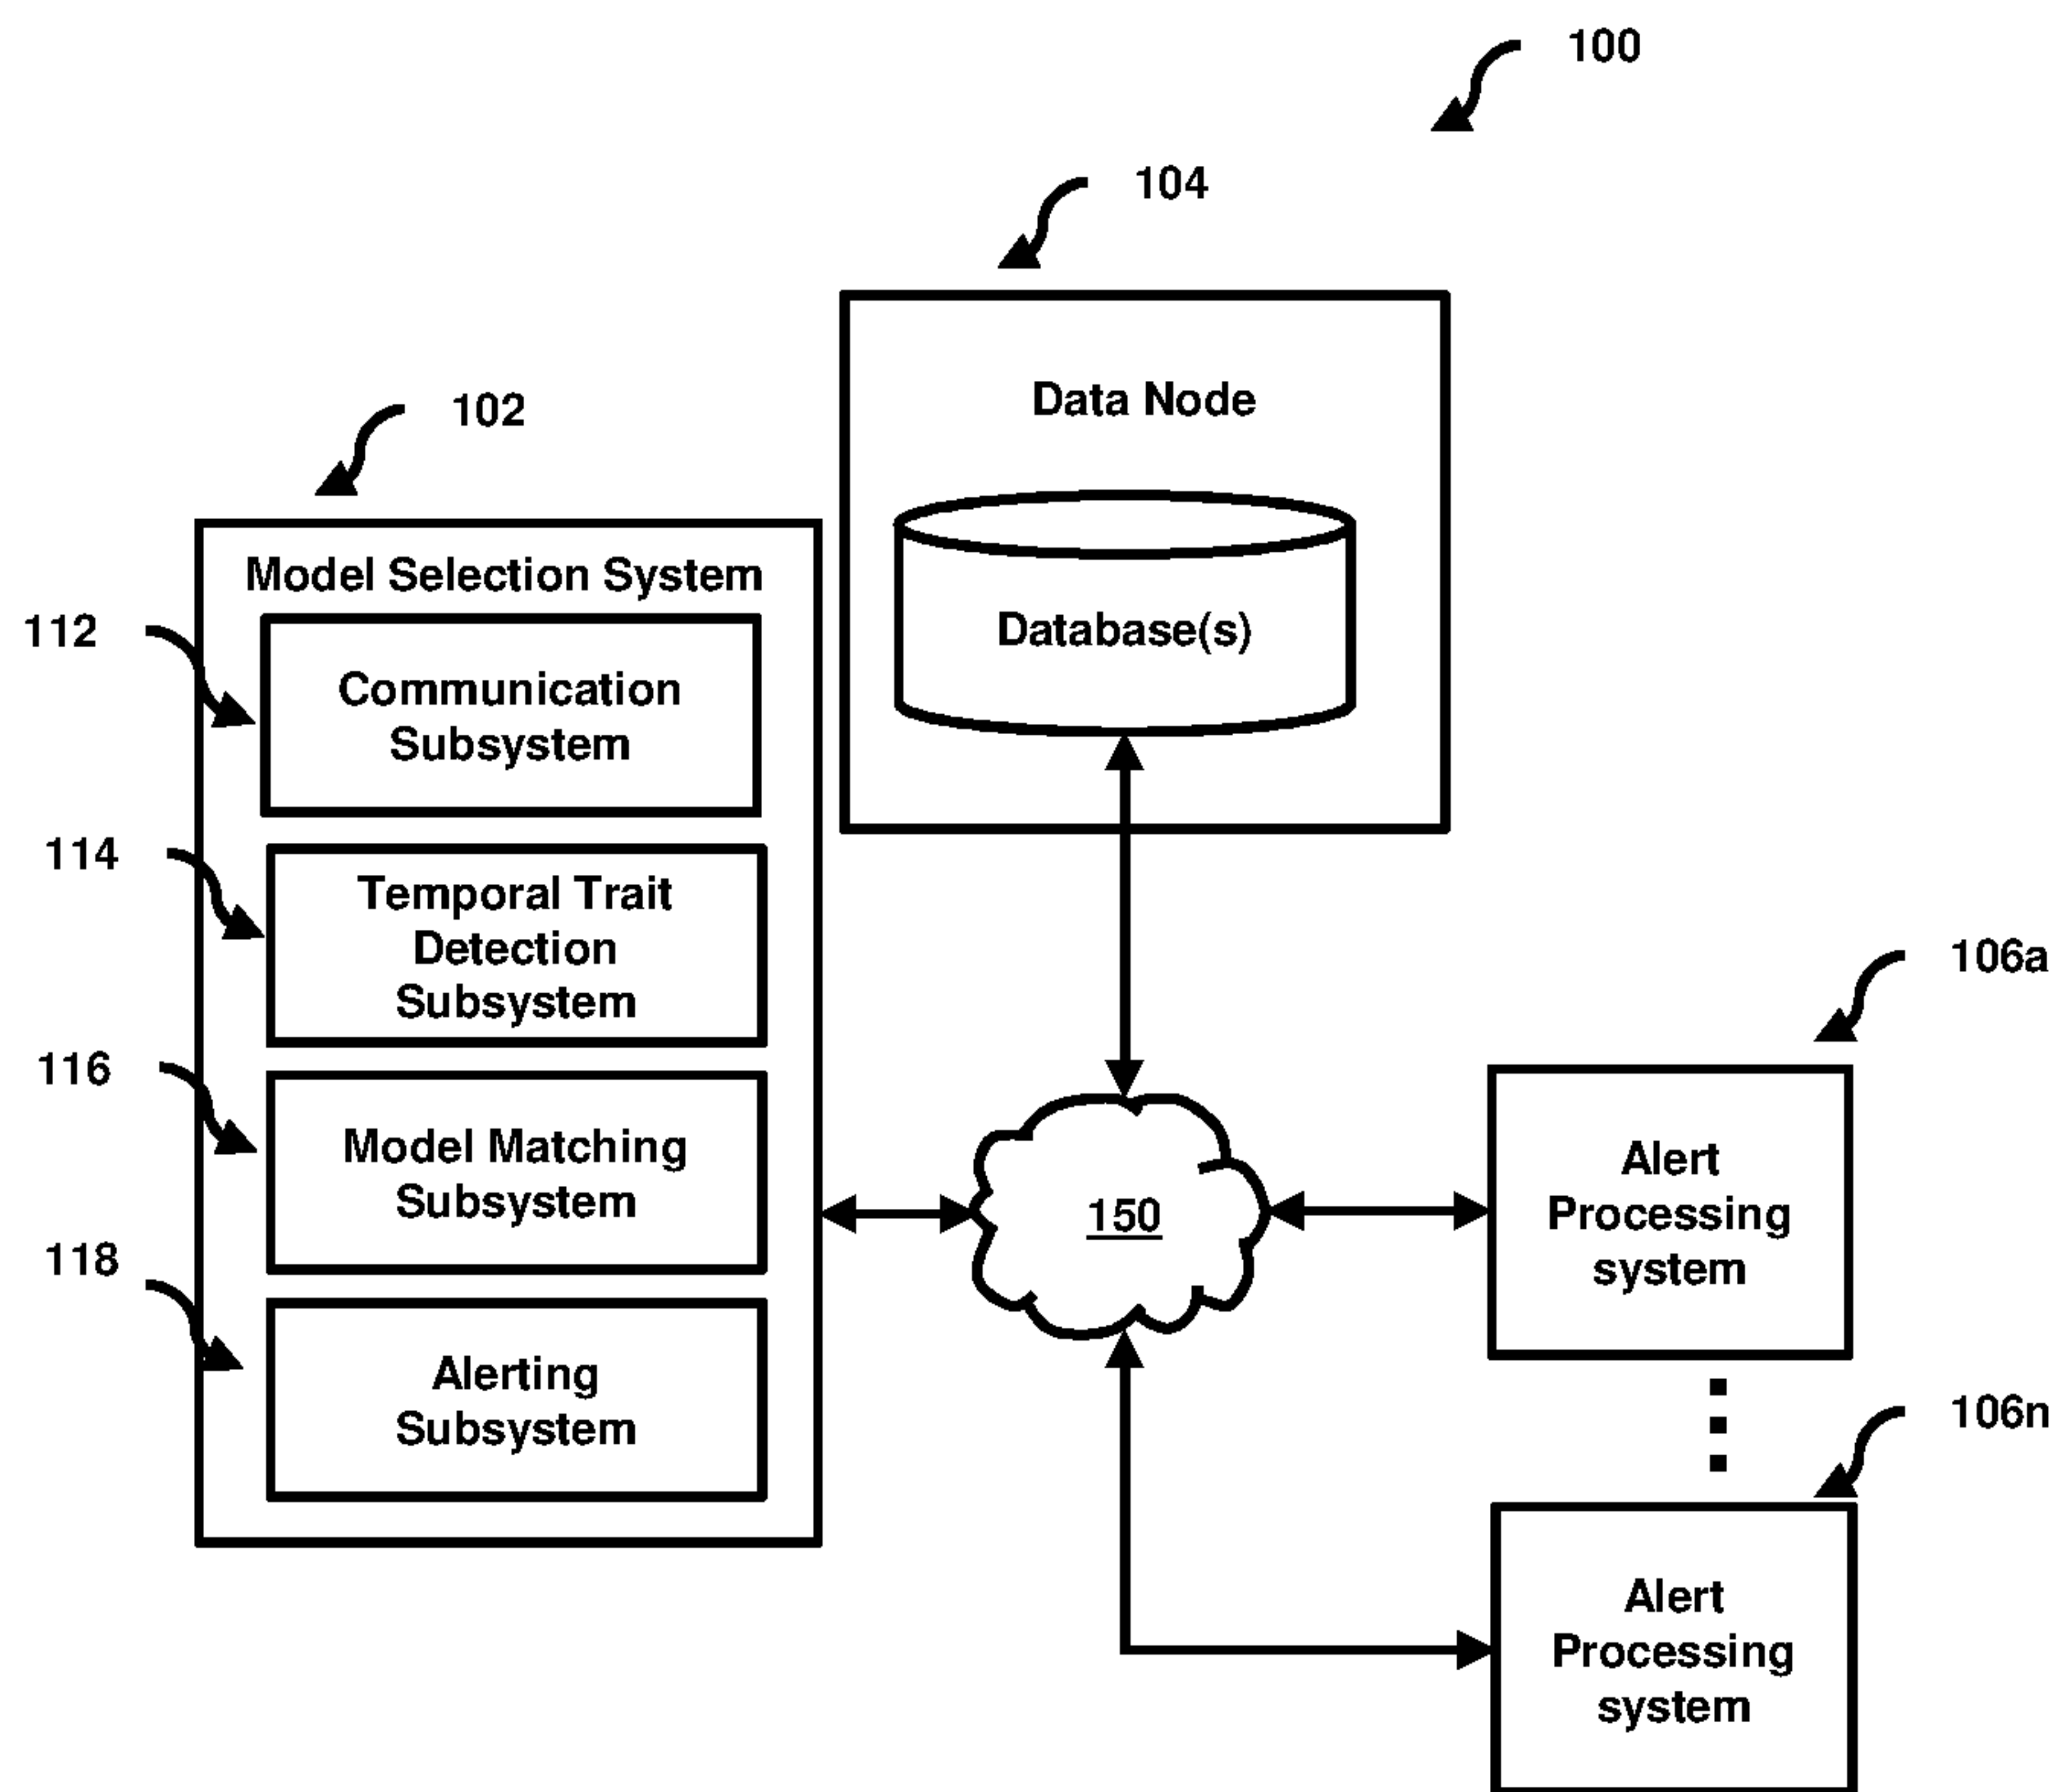 100
104
Data Node
Database(s)
102
Model Selection System
112
Communication
Subsystem
114
Temporal Trait
Detection
Subsystem
116
Model Matching
Subsystem
118
Alerting
Subsystem
150
106a
Alert
Processing
system
106n
Alert
Processing
system